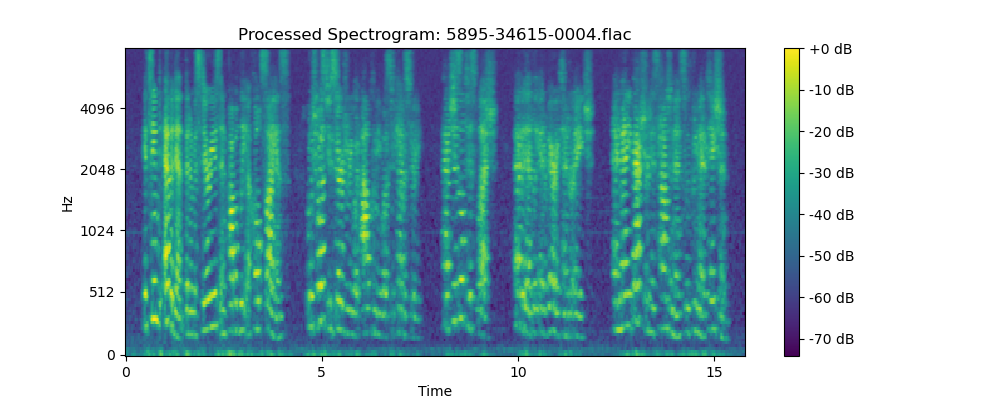 Processed Spectrogram: 5895-34615-0004.flac
4096
2048
1024
512
0
Hz
0
5
10
15
Time
+0 dB
-10 dB
-20 dB
-30 dB
-40 dB
-50 dB
-60 dB
-70 dB